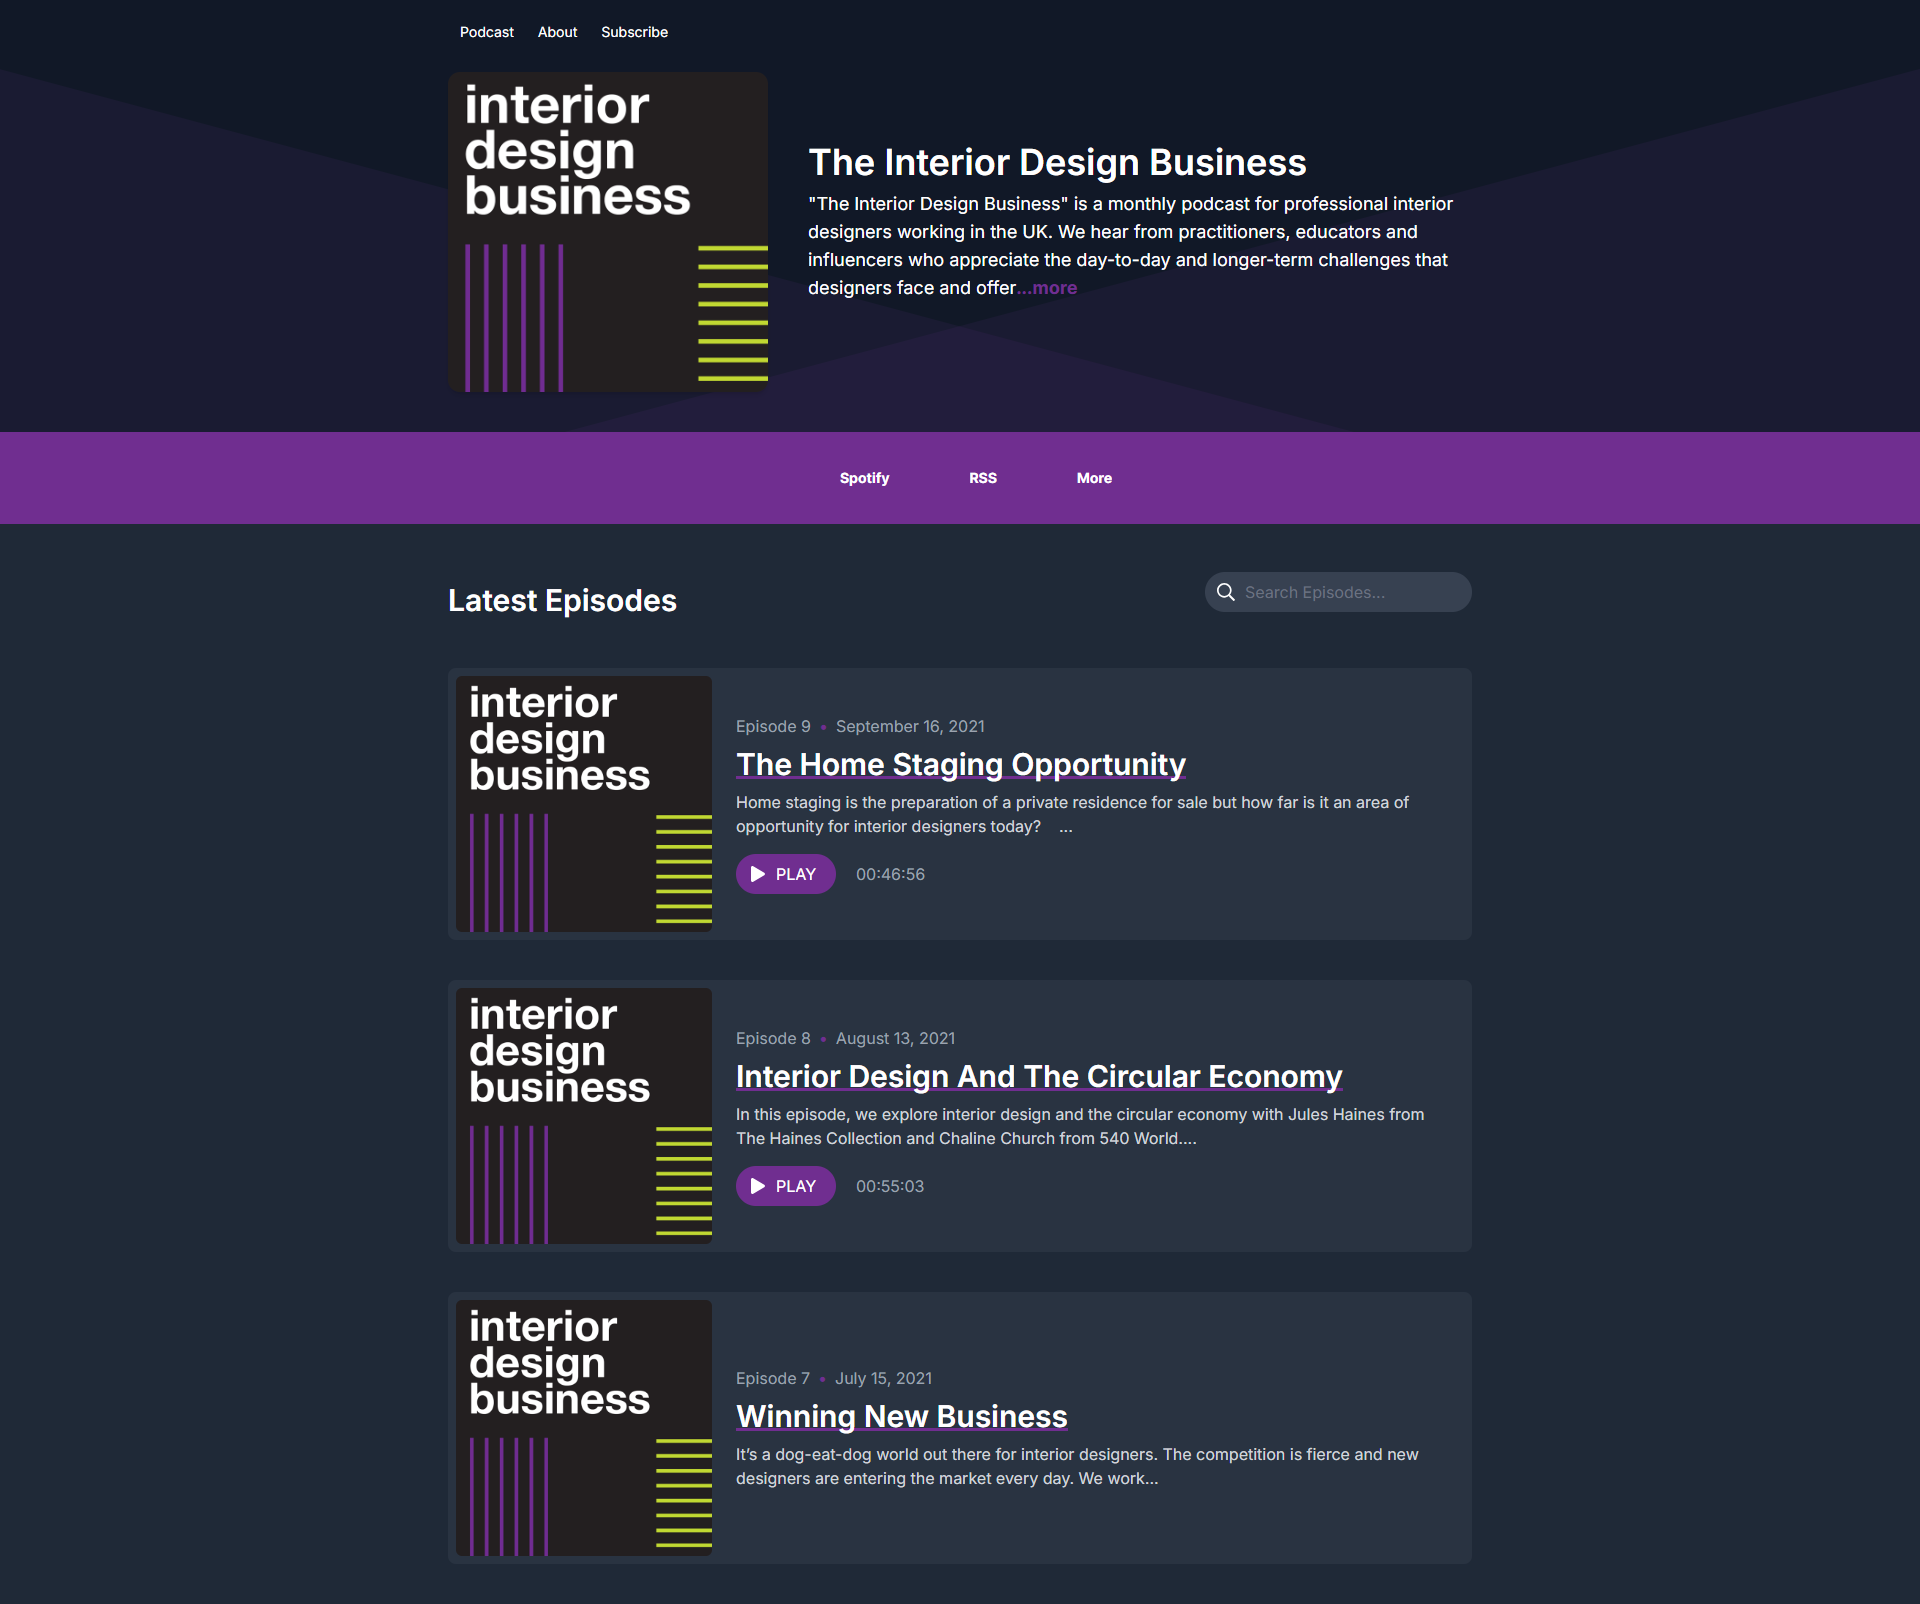 Podcast About Subscribe
interior
design
business
The Interior Design Business
"The Interior Design Business" is a monthly podcast for professional interior
designers working in the UK. We hear from practitioners, educators and
influencers who appreciate the day-to-day and longer-term challenges that
designers face and offer...more
Spotify RSS More
Latest Episodes
Search Episodes...
interior
design
business
Episode 9 • September 16, 2021
The Home Staging Opportunity
Home staging is the preparation of a private residence for sale but how far is it an area of
opportunity for interior designers today? ...
PLAY 00:46:56
interior
design
business
Episode 8 • August 13, 2021
Interior Design And The Circular Economy
In this episode, we explore interior design and the circular economy with Jules Haines from
The Haines Collection and Chaline Church from 540 World....
PLAY 00:55:03
interior
design
business
Episode 7 • July 15, 2021
Winning New Business
It’s a dog-eat-dog world out there for interior designers. The competition is fierce and new
designers are entering the market every day. We work...